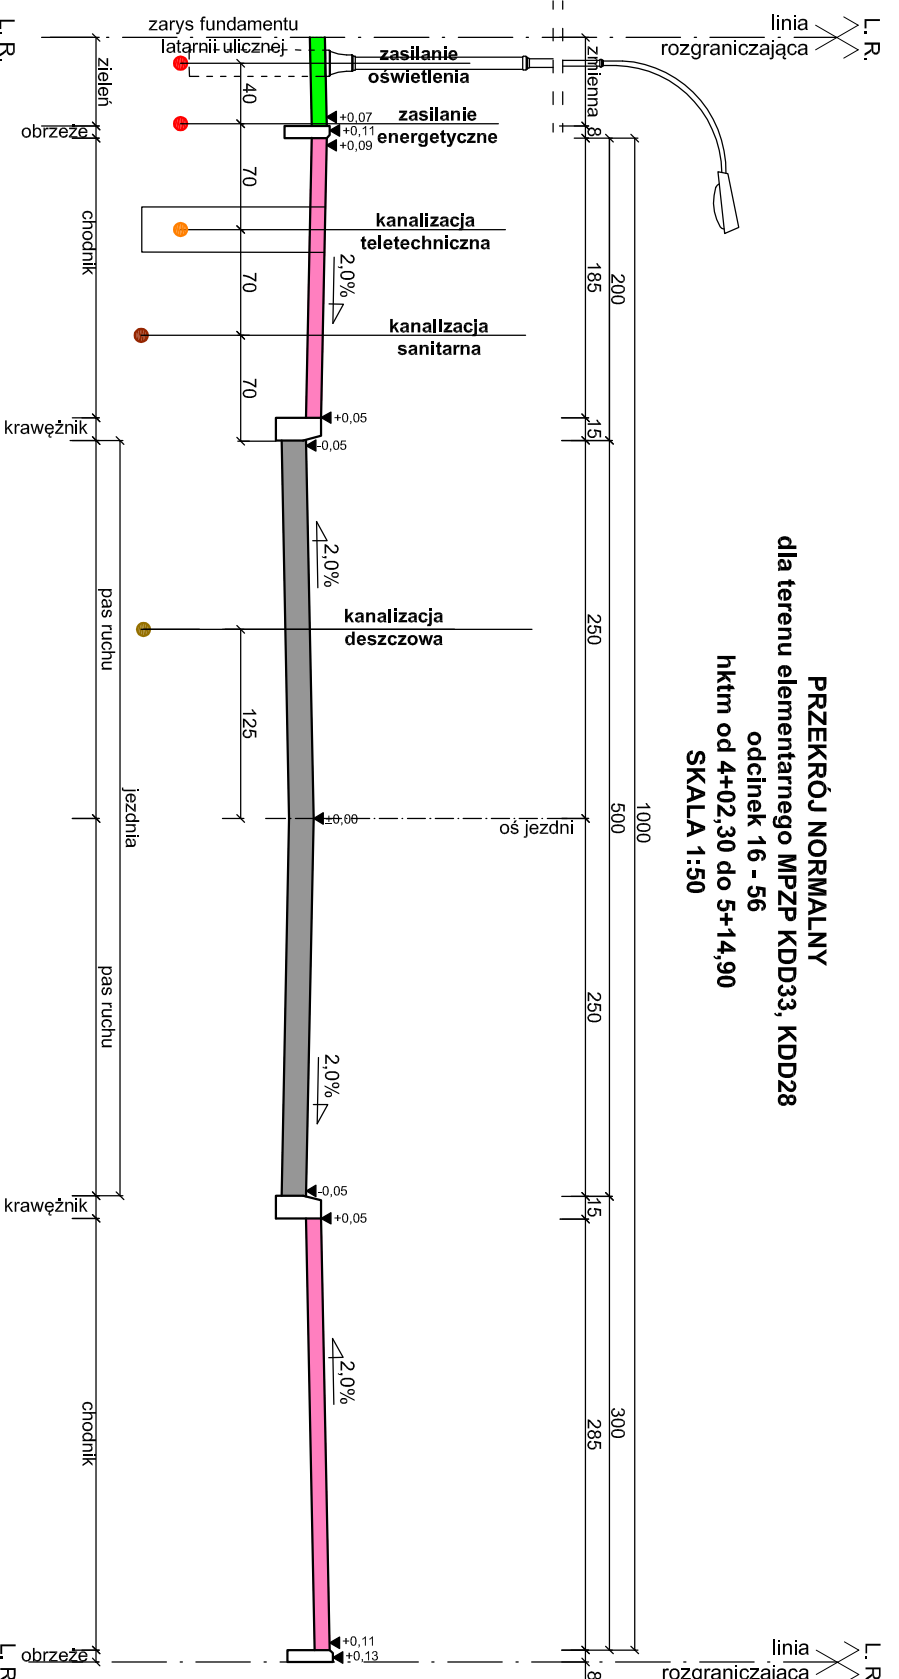 PRZEKRÓJ NORMALNY
dla terenu elementarnego MPZP KDD33, KDD28
odcinek 16 - 56
hktm od 4+02,30 do 5+14,90
SKALA 1:50
L. R.
linia
rozgraniczająca
L. R.
linia
rozgraniczająca
1000
200
500
300
zmienna
8
185
15
250
250
15
285
8
oś jezdni
zarys fundamentu
latarnii ulicznej
zasilanie
oświetlenia
zasilanie
energetyczne
kanalizacja
teletechniczna
kanalizacja
sanitarna
kanalizacja
deszczowa
+0,07
+0,11
+0,09
2,0%
+0,05
-0,05
2,0%
±0,00
2,0%
-0,05
+0,05
2,0%
+0,11
+0,13
40
70
70
70
125
L. R.
zieleń
obrzeże
chodnik
krawężnik
pas ruchu
jezdnia
pas ruchu
krawężnik
chodnik
obrzeże
L. R.